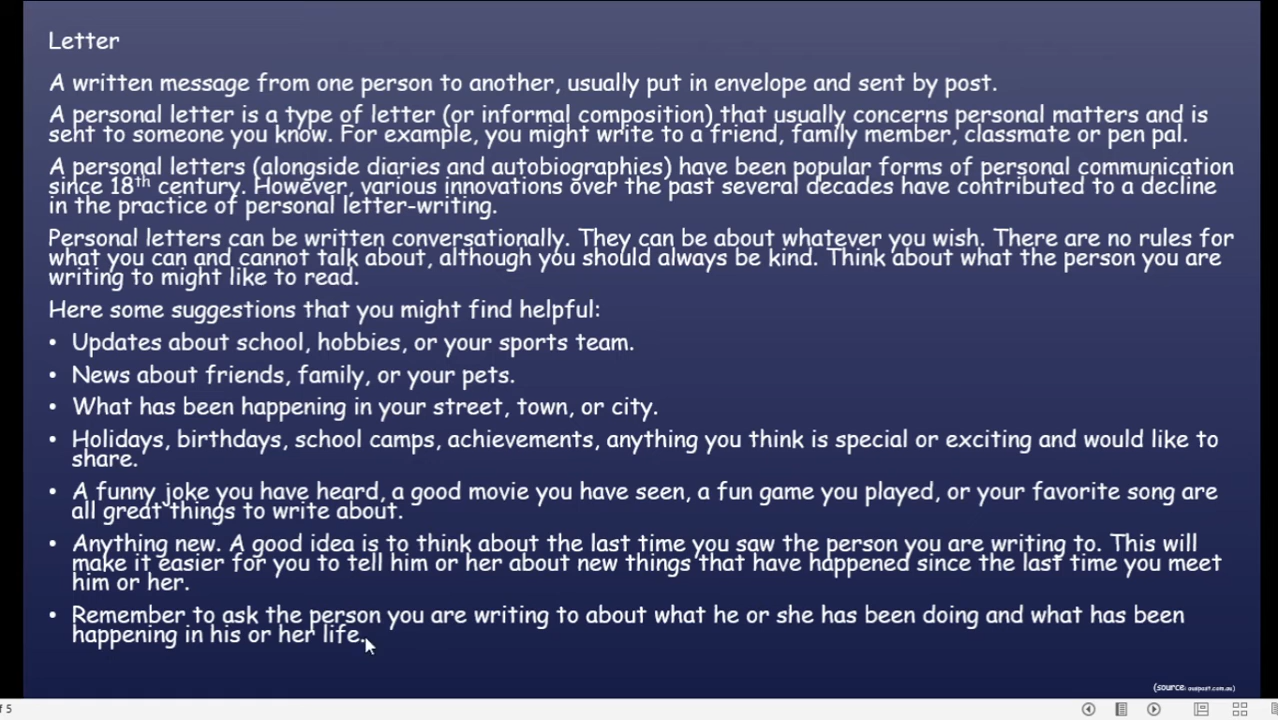 Letter
A written message from one person to another, usually put in envelope and sent by post.
A personal letter is a type of letter (or informal composition) that usually concerns personal matters and is
sent to someone you know. For example, you might write to a friend, family member, classmate or pen pal.
A personal letters (alongside diaries and autobiographies) have been popular forms of personal communication
since 18th century. However, various innovations over the past several decades have contributed to a decline
in the practice of personal letter-writing.
Personal letters can be written conversationally. They can be about whatever you wish. There are no rules for
what you can and cannot talk about, although you should always be kind. Think about what the person you are
writing to might like to read.
Here some suggestions that you might find helpful:
• Updates about school, hobbies, or your sports team.
• News about friends, family, or your pets.
• What has been happening in your street, town, or city.
• Holidays, birthdays, school camps, achievements, anything you think is special or exciting and would like to
share.
• A funny joke you have heard, a good movie you have seen, a fun game you played, or your favorite song are
all great things to write about.
• Anything new. A good idea is to think about the last time you saw the person you are writing to. This will
make it easier for you to tell him or her about new things that have happened since the last time you meet
him or her.
• Remember to ask the person you are writing to about what he or she has been doing and what has been
happening in his or her life.
(source: auspost.com.au)
of 5